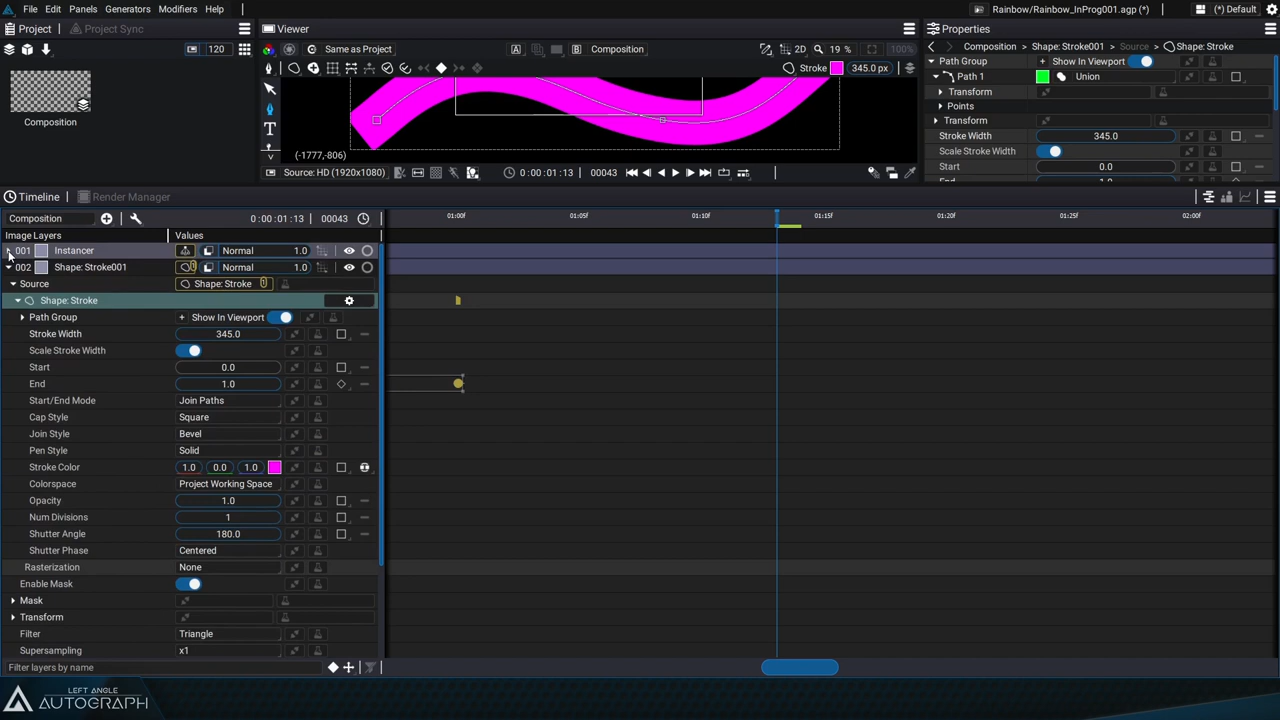 File Edit Panels Generators Modifiers Help
Rainbow/Rainbow_InProg001.agp (*)
(*) Default
Project
Project Sync
120
Composition
Viewer
Same as Project
A
B
Composition
2D
19 %
100%
Stroke
345.0 px
T
(-1777,-806)
Source: HD (1920x1080)
0:00:01:13
00043
Properties
Composition
Shape: Stroke001
Source
Shape: Stroke
Path Group
Show In Viewport
Path 1
Union
Transform
Points
Transform
Stroke Width
345.0
Scale Stroke Width
Start
0.0
End
1.0
Timeline
Render Manager
Composition
0:00:01:13
00043
01:00f
01:05f
01:10f
01:15f
01:20f
01:25f
02:00f
Image Layers
Values
001 Instancer Normal 1.0
002 Shape: Stroke001 Normal 1.0
Source Shape: Stroke
Shape: Stroke
Path Group + Show In Viewport
Stroke Width 345.0
Scale Stroke Width
Start 0.0
End 1.0
Start/End Mode Join Paths
Cap Style Square
Join Style Bevel
Pen Style Solid
Stroke Color 1.0 0.0 1.0
Colorspace Project Working Space
Opacity 1.0
Num Divisions 1
Shutter Angle 180.0
Shutter Phase Centered
Rasterization None
Enable Mask
Mask
Transform
Filter Triangle
Supersampling x1
Filter layers by name
LEFT ANGLE
AUTOGRAPH